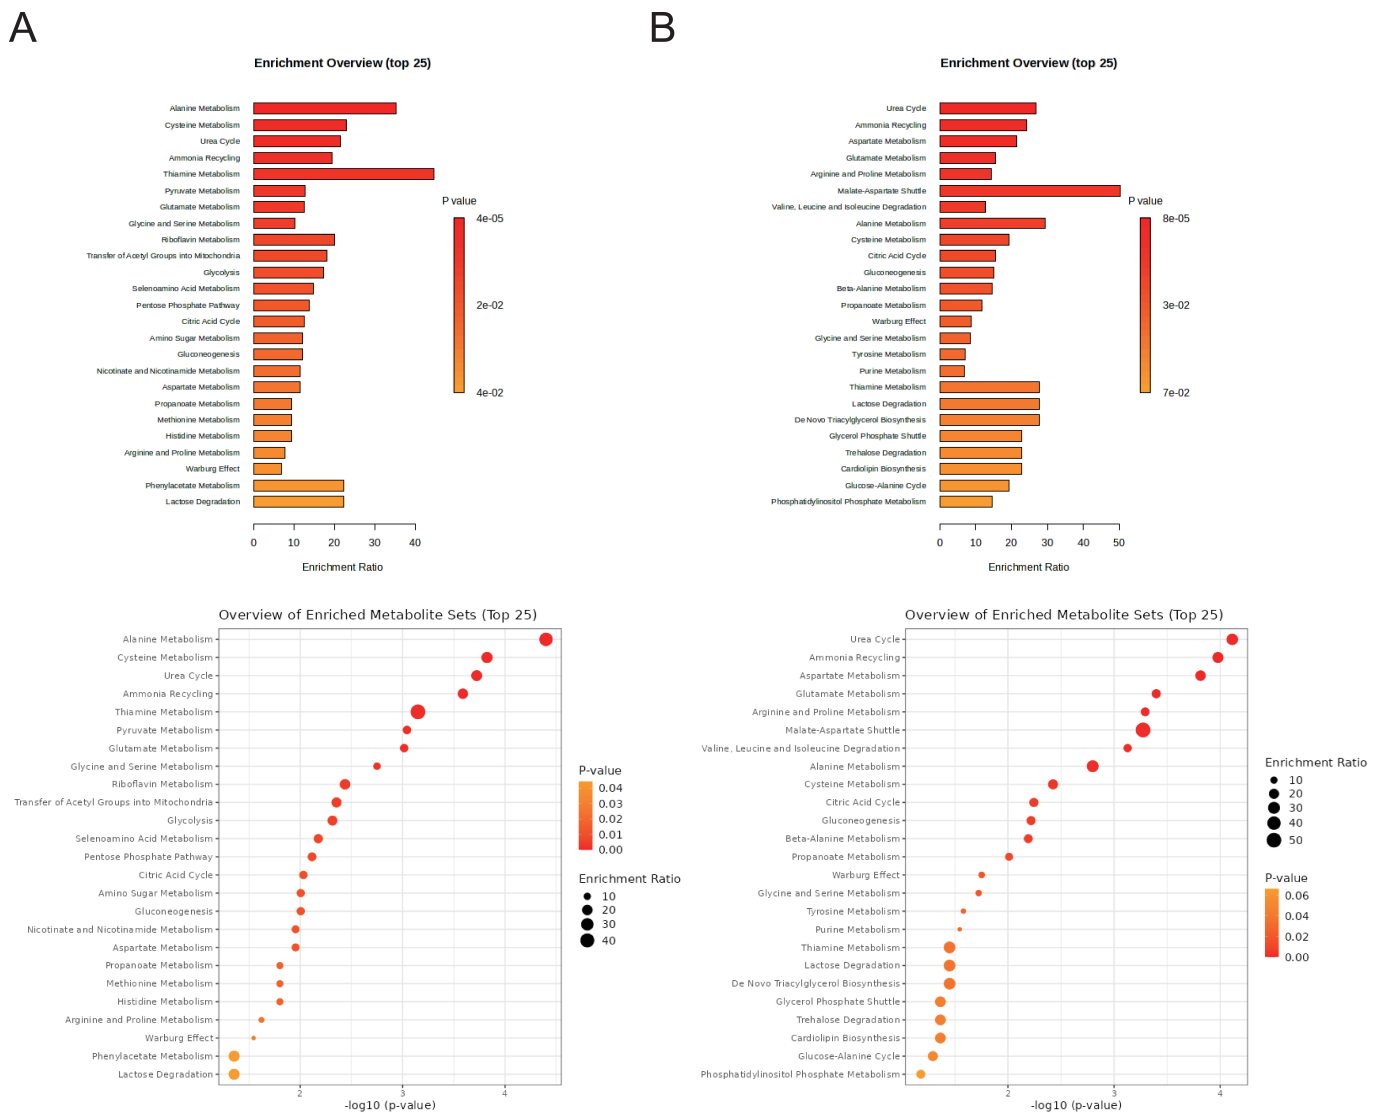 A
B
Enrichment Overview (top 25)
Alanine Metabolism
Cysteine Metabolism
Urea Cycle
Ammonia Recycling
Thiamine Metabolism
Pyruvate Metabolism
Glutamate Metabolism
Glycine and Serine Metabolism
Riboflavin Metabolism
Transfer of Acetyl Groups into Mitochondria
Glycolysis
Selenoamino Acid Metabolism
Pentose Phosphate Pathway
Citric Acid Cycle
Amino Sugar Metabolism
Gluconeogenesis
Nicotinate and Nicotinamide Metabolism
Aspartate Metabolism
Propanoate Metabolism
Methionine Metabolism
Histidine Metabolism
Arginine and Proline Metabolism
Warburg Effect
Phenylacetate Metabolism
Lactose Degradation
0 10 20 30 40
Enrichment Ratio
P value
4e-05
2e-02
4e-02
Enrichment Overview (top 25)
Urea Cycle
Ammonia Recycling
Aspartate Metabolism
Glutamate Metabolism
Arginine and Proline Metabolism
Malate-Aspartate Shuttle
Valine, Leucine and Isoleucine Degradation
Alanine Metabolism
Cysteine Metabolism
Citric Acid Cycle
Gluconeogenesis
Beta-Alanine Metabolism
Propanoate Metabolism
Warburg Effect
Glycine and Serine Metabolism
Tyrosine Metabolism
Purine Metabolism
Thiamine Metabolism
Lactose Degradation
De Novo Triacylglycerol Biosynthesis
Glycerol Phosphate Shuttle
Trehalose Degradation
Cardiolipin Biosynthesis
Glucose-Alanine Cycle
Phosphatidylinositol Phosphate Metabolism
0 10 20 30 40 50
Enrichment Ratio
P value
8e-05
3e-02
7e-02
Overview of Enriched Metabolite Sets (Top 25)
Alanine Metabolism
Cysteine Metabolism
Urea Cycle
Ammonia Recycling
Thiamine Metabolism
Pyruvate Metabolism
Glutamate Metabolism
Glycine and Serine Metabolism
Riboflavin Metabolism
Transfer of Acetyl Groups into Mitochondria
Glycolysis
Selenoamino Acid Metabolism
Pentose Phosphate Pathway
Citric Acid Cycle
Amino Sugar Metabolism
Gluconeogenesis
Nicotinate and Nicotinamide Metabolism
Aspartate Metabolism
Propanoate Metabolism
Methionine Metabolism
Histidine Metabolism
Arginine and Proline Metabolism
Warburg Effect
Phenylacetate Metabolism
Lactose Degradation
2 3 4
-log10 (p-value)
P-value
0.04
0.03
0.02
0.01
0.00
Enrichment Ratio
10
20
30
40
Overview of Enriched Metabolite Sets (Top 25)
Urea Cycle
Ammonia Recycling
Aspartate Metabolism
Glutamate Metabolism
Arginine and Proline Metabolism
Malate-Aspartate Shuttle
Valine, Leucine and Isoleucine Degradation
Alanine Metabolism
Cysteine Metabolism
Citric Acid Cycle
Gluconeogenesis
Beta-Alanine Metabolism
Propanoate Metabolism
Warburg Effect
Glycine and Serine Metabolism
Tyrosine Metabolism
Purine Metabolism
Thiamine Metabolism
Lactose Degradation
De Novo Triacylglycerol Biosynthesis
Glycerol Phosphate Shuttle
Trehalose Degradation
Cardiolipin Biosynthesis
Glucose-Alanine Cycle
Phosphatidylinositol Phosphate Metabolism
2 3 4
-log10 (p-value)
Enrichment Ratio
10
20
30
40
50
P-value
0.06
0.04
0.02
0.00